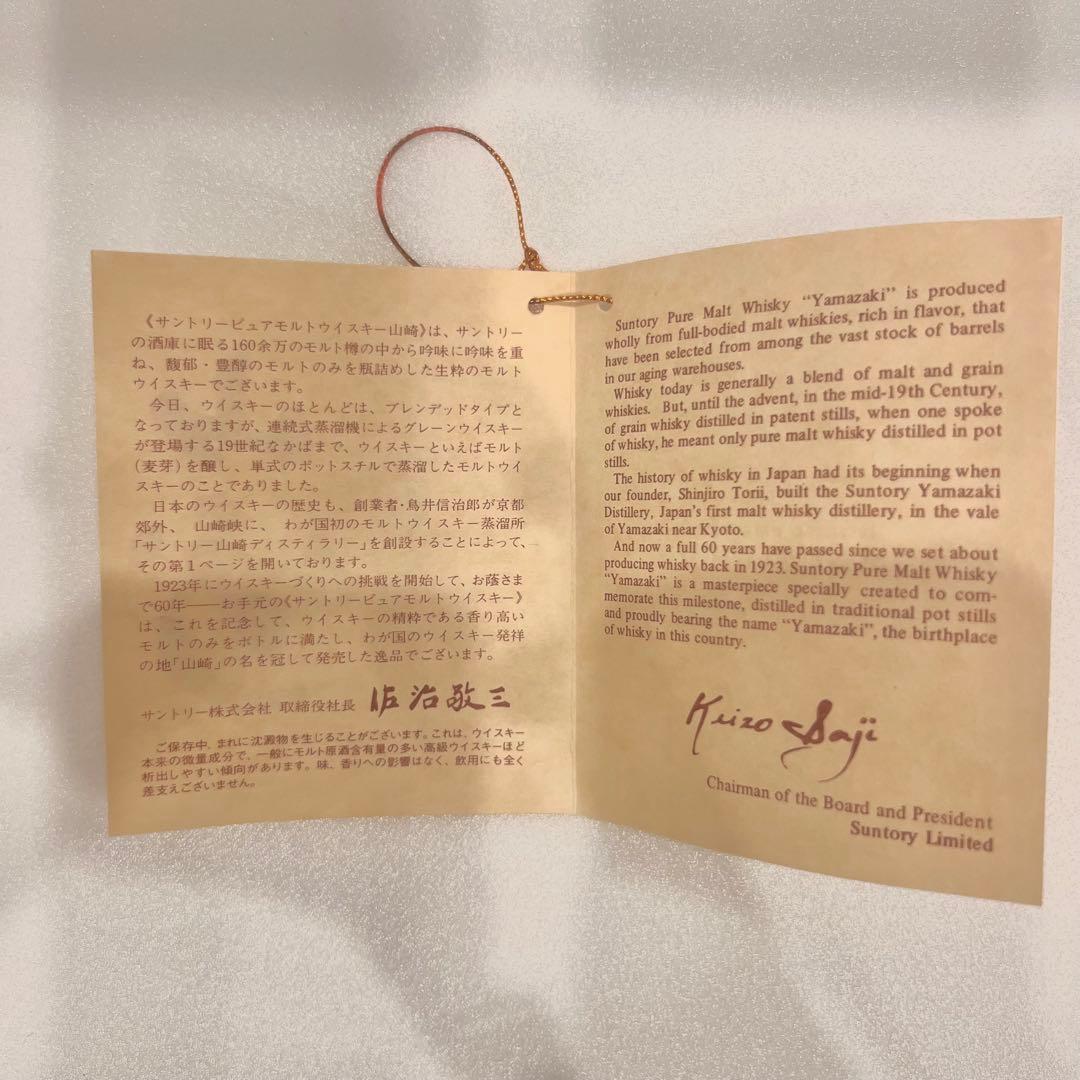 《サントリーピュアモルトウイスキー山崎》は、サントリー
の酒庫に眠る160余万のモルト樽の中から吟味に吟味を重
ね、馥郁・豊醇のモルトのみを瓶詰めした生粋のモルト
ウイスキーでございます。
今日、ウイスキーのほとんどは、ブレンデッドタイプと
なっておりますが、連続式蒸溜機によるグレーンウイスキー
が登場する19世紀なかばまで、ウイスキーといえばモルト
(麦芽)を醸し、単式のポットスチルで蒸溜したモルトウイ
スキーのことでありました。
日本のウイスキーの歴史も、創業者・鳥井信治郎が京都
郊外、山崎峡に、わが国初のモルトウイスキー蒸溜所
「サントリー山崎ディスティラリー」を創設することによって、
その第1ページを開いております。
1923年にウイスキーづくりへの挑戦を開始して、お蔭さま
で60年——お手元の《サントリーピュアモルトウイスキー》
は、これを記念して、ウイスキーの精粋である香り高い
モルトのみをボトルに満たし、わが国のウイスキー発祥
の地「山崎」の名を冠して発売した逸品でございます。
サントリー株式会社 取締役社長 佐治敬三
ご保存中、まれに沈澱物を生じることがございます。これは、ウイスキー
本来の微量成分で、一般にモルト原酒含有量の多い高級ウイスキーほど
析出しやすい傾向があります。味、香りへの影響はなく、飲用にも全く
差支えございません。
Suntory Pure Malt Whisky “Yamazaki” is produced
wholly from full-bodied malt whiskies, rich in flavor, that
have been selected from among the vast stock of barrels
in our aging warehouses.
Whisky today is generally a blend of malt and grain
whiskies. But, until the advent, in the mid-19th Century,
of grain whisky distilled in patent stills, when one spoke
of whisky, he meant only pure malt whisky distilled in pot
stills.
The history of whisky in Japan had its beginning when
our founder, Shinjiro Torii, built the Suntory Yamazaki
Distillery, Japan's first malt whisky distillery, in the vale
of Yamazaki near Kyoto.
And now a full 60 years have passed since we set about
producing whisky back in 1923. Suntory Pure Malt Whisky
“Yamazaki” is a masterpiece specially created to com-
memorate this milestone, distilled in traditional pot stills
and proudly bearing the name “Yamazaki”, the birthplace
of whisky in this country.
Keizo Saji
Chairman of the Board and President
Suntory Limited